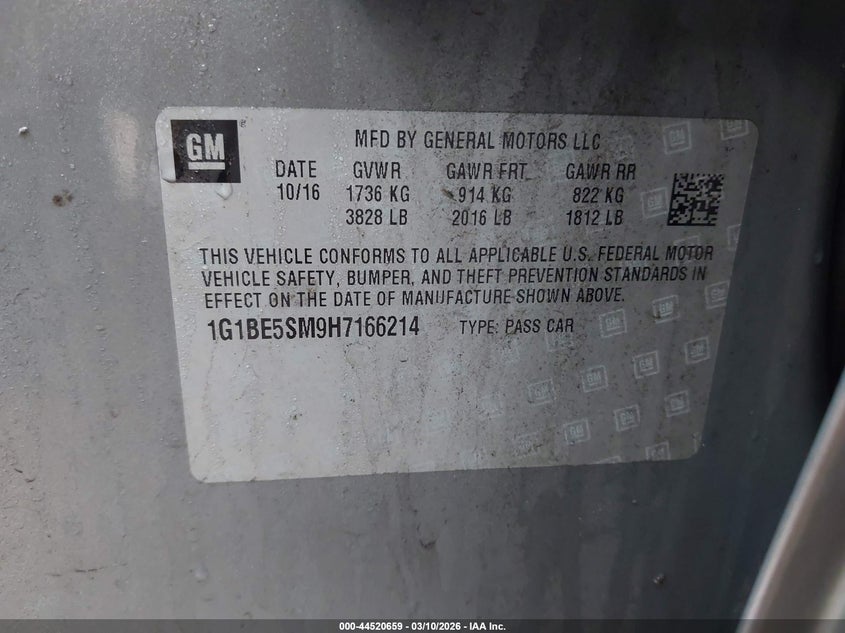 GM
MFD BY GENERAL MOTORS LLC
DATE GVWR GAWR FRT GAWR RR
10/16 1736 KG 914 KG 822 KG
3828 LB 2016 LB 1812 LB
THIS VEHICLE CONFORMS TO ALL APPLICABLE U.S. FEDERAL MOTOR
VEHICLE SAFETY, BUMPER, AND THEFT PREVENTION STANDARDS IN
EFFECT ON THE DATE OF MANUFACTURE SHOWN ABOVE.
1G1BE5SM9H7166214 TYPE: PASS CAR
000-44520659 - 03/10/2026 - IAA Inc.